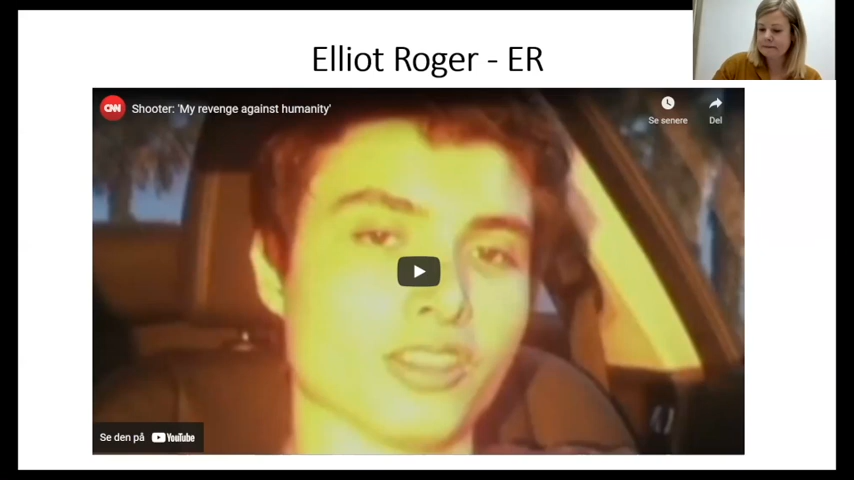 Elliot Roger - ER
CNN Shooter: 'My revenge against humanity'
Se senere
Del
Se den på YouTube